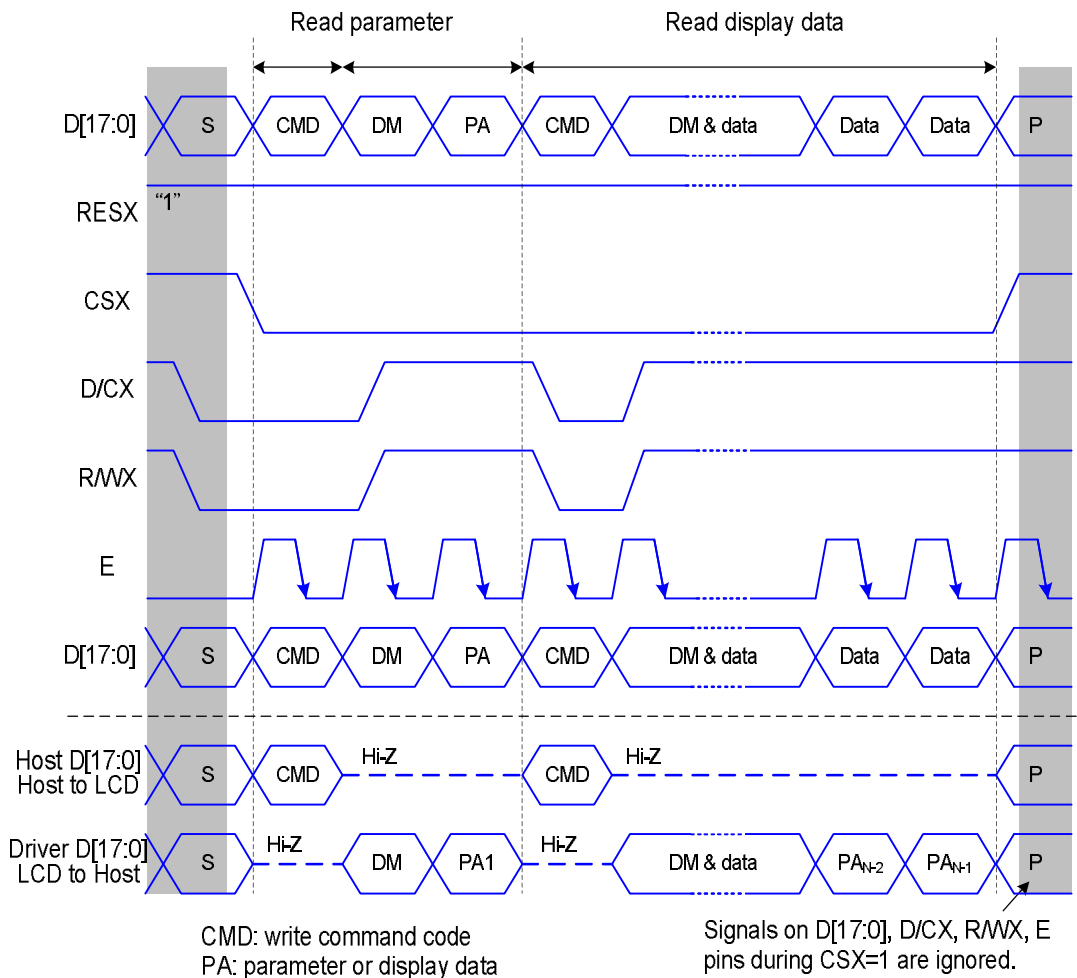 Read parameter
Read display data
D[17:0] S CMD DM PA CMD DM & data Data Data P
RESX "1"
CSX
D/CX
R/WX
E
D[17:0] S CMD DM PA CMD DM & data Data Data P
Host D[17:0]
Host to LCD
S CMD Hi-Z CMD Hi-Z P
Driver D[17:0]
LCD to Host
S Hi-Z DM PA1 Hi-Z DM & data PAN-2 PAN-1 P
CMD: write command code
PA: parameter or display data
Signals on D[17:0], D/CX, R/WX, E
pins during CSX=1 are ignored.